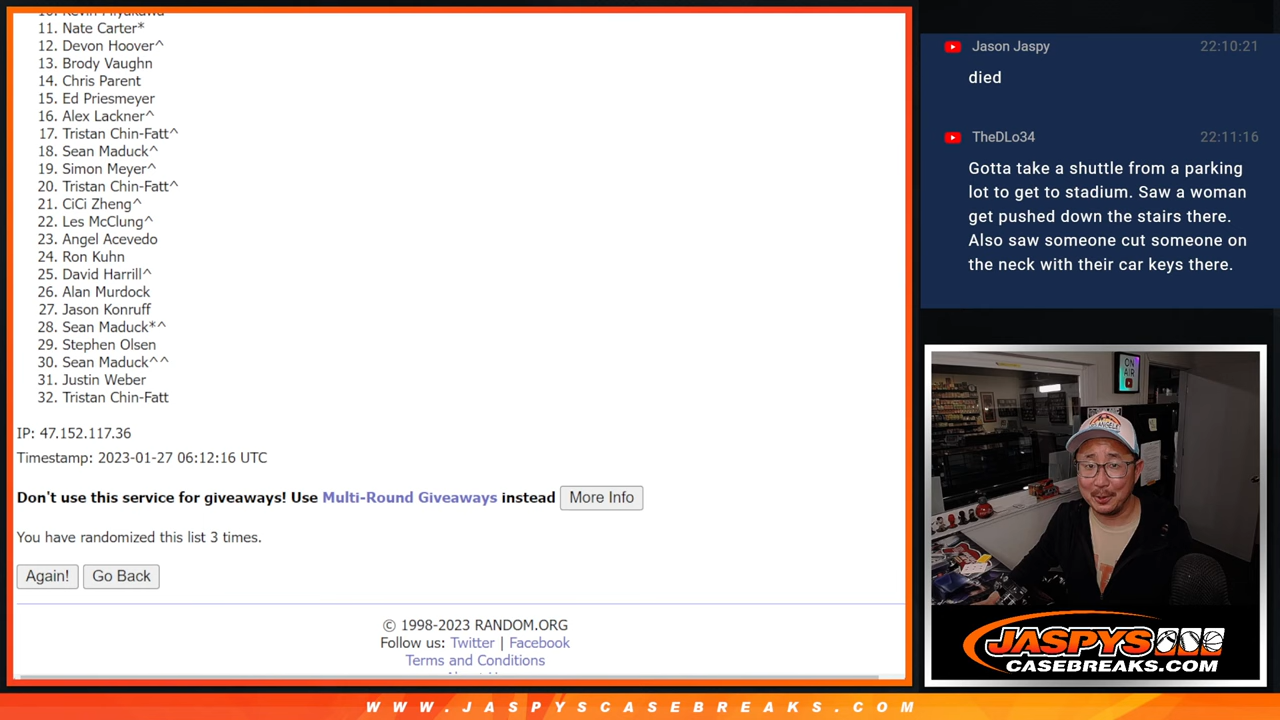 10. Kevin Miyakawa
11. Nate Carter*
12. Devon Hoover^
13. Brody Vaughn
14. Chris Parent
15. Ed Priesmeyer
16. Alex Lackner^
17. Tristan Chin-Fatt^
18. Sean Maduck^
19. Simon Meyer^
20. Tristan Chin-Fatt^
21. CiCi Zheng^
22. Les McClung^
23. Angel Acevedo
24. Ron Kuhn
25. David Harrill^
26. Alan Murdock
27. Jason Konruff
28. Sean Maduck*^
29. Stephen Olsen
30. Sean Maduck^^
31. Justin Weber
32. Tristan Chin-Fatt
IP: 47.152.117.36
Timestamp: 2023-01-27 06:12:16 UTC
Don't use this service for giveaways! Use Multi-Round Giveaways instead More Info
You have randomized this list 3 times.
Again! Go Back
© 1998-2023 RANDOM.ORG
Follow us: Twitter | Facebook
Terms and Conditions
Jason Jaspy 22:10:21
died
TheDLo34 22:11:16
Gotta take a shuttle from a parking
lot to get to stadium. Saw a woman
get pushed down the stairs there.
Also saw someone cut someone on
the neck with their car keys there.
ON
AIR
JASPYS
CASEBREAKS.COM
WWW.JASPYSCASEBREAKS.COM